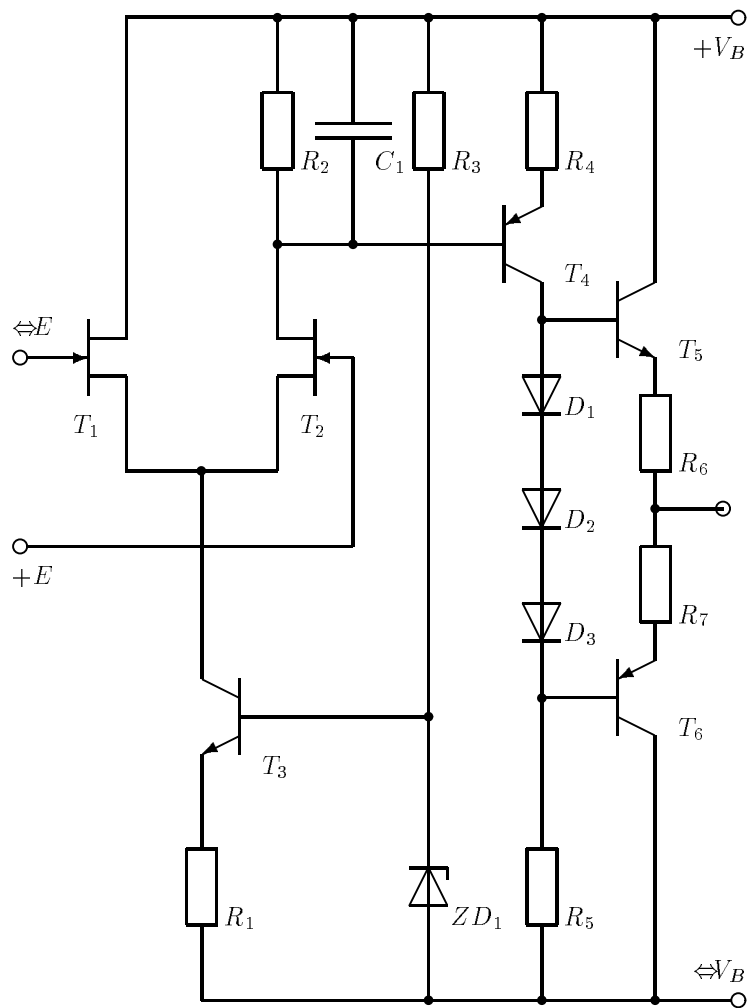 +V_B
R_2
C_1
R_3
R_4
T_4
⇔E
T_5
T_1
T_2
D_1
R_6
D_2
+E
R_7
D_3
T_6
T_3
R_1
ZD_1
R_5
⇔V_B